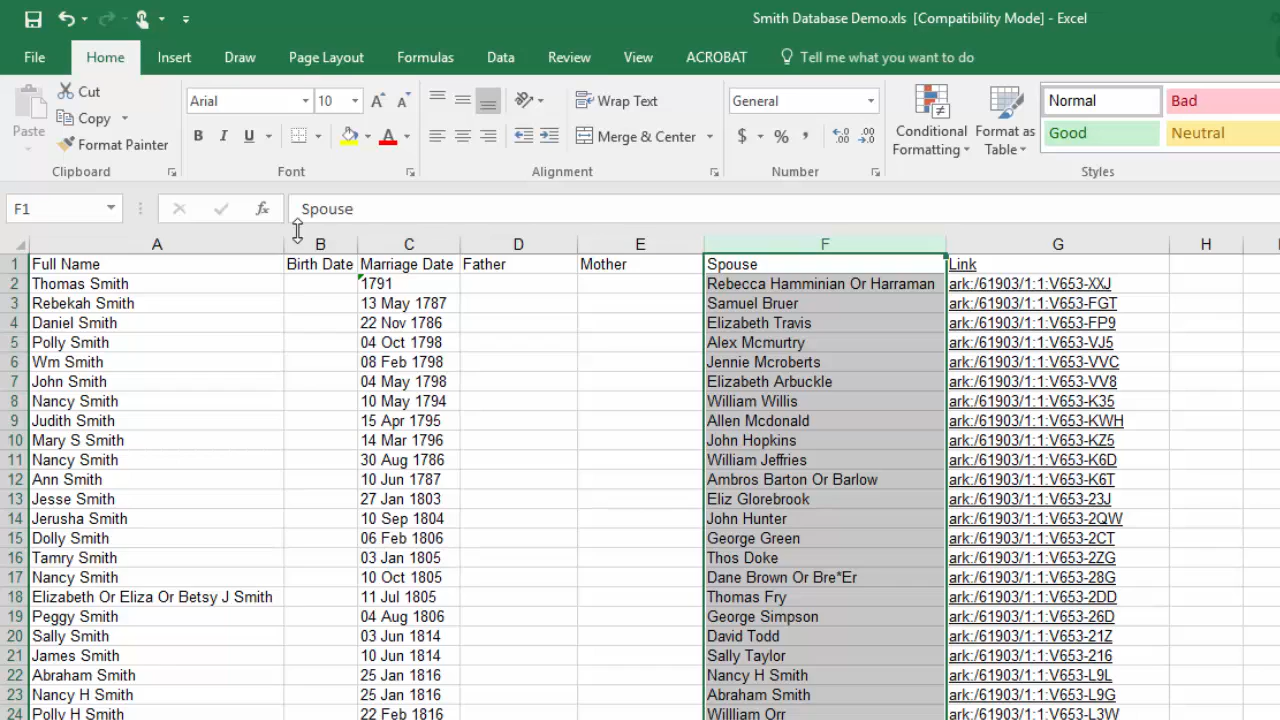 Smith Database Demo.xls [Compatibility Mode] - Excel
File Home Insert Draw Page Layout Formulas Data Review View ACROBAT Tell me what you want to do
Cut
Copy
Format Painter
Paste
Clipboard
Arial 10 A A
B I U A
Font
Wrap Text
Merge & Center
Alignment
General
$ % , .0 .00 .00 .0
Number
Conditional Formatting
Format as Table
Normal Bad
Good Neutral
Styles
F1 fx Spouse
A B C D E F G H
1 Full Name Birth Date Marriage Date Father Mother Spouse Link
2 Thomas Smith 1791 Rebecca Hamminian Or Harraman ark:/61903/1:1:V653-XXJ
3 Rebekah Smith 13 May 1787 Samuel Bruer ark:/61903/1:1:V653-FGT
4 Daniel Smith 22 Nov 1786 Elizabeth Travis ark:/61903/1:1:V653-FP9
5 Polly Smith 04 Oct 1798 Alex Mcmurtry ark:/61903/1:1:V653-VJ5
6 Wm Smith 08 Feb 1798 Jennie Mcroberts ark:/61903/1:1:V653-VVC
7 John Smith 04 May 1798 Elizabeth Arbuckle ark:/61903/1:1:V653-VV8
8 Nancy Smith 10 May 1794 William Willis ark:/61903/1:1:V653-K35
9 Judith Smith 15 Apr 1795 Allen Mcdonald ark:/61903/1:1:V653-KWH
10 Mary S Smith 14 Mar 1796 John Hopkins ark:/61903/1:1:V653-KZ5
11 Nancy Smith 30 Aug 1786 William Jeffries ark:/61903/1:1:V653-K6D
12 Ann Smith 10 Jun 1787 Ambros Barton Or Barlow ark:/61903/1:1:V653-K6T
13 Jesse Smith 27 Jan 1803 Eliz Glorebrook ark:/61903/1:1:V653-23J
14 Jerusha Smith 10 Sep 1804 John Hunter ark:/61903/1:1:V653-2QW
15 Dolly Smith 06 Feb 1806 George Green ark:/61903/1:1:V653-2CT
16 Tamry Smith 03 Jan 1805 Thos Doke ark:/61903/1:1:V653-2ZG
17 Nancy Smith 10 Oct 1805 Dane Brown Or Bre*Er ark:/61903/1:1:V653-28G
18 Elizabeth Or Eliza Or Betsy J Smith 11 Jul 1805 Thomas Fry ark:/61903/1:1:V653-2DD
19 Peggy Smith 04 Aug 1806 George Simpson ark:/61903/1:1:V653-26D
20 Sally Smith 03 Jun 1814 David Todd ark:/61903/1:1:V653-21Z
21 James Smith 10 Jun 1814 Sally Taylor ark:/61903/1:1:V653-216
22 Abraham Smith 25 Jan 1816 Nancy H Smith ark:/61903/1:1:V653-L9L
23 Nancy H Smith 25 Jan 1816 Abraham Smith ark:/61903/1:1:V653-L9G
24 Polly H Smith 22 Feb 1816 Willliam Orr ark:/61903/1:1:V653-L3W